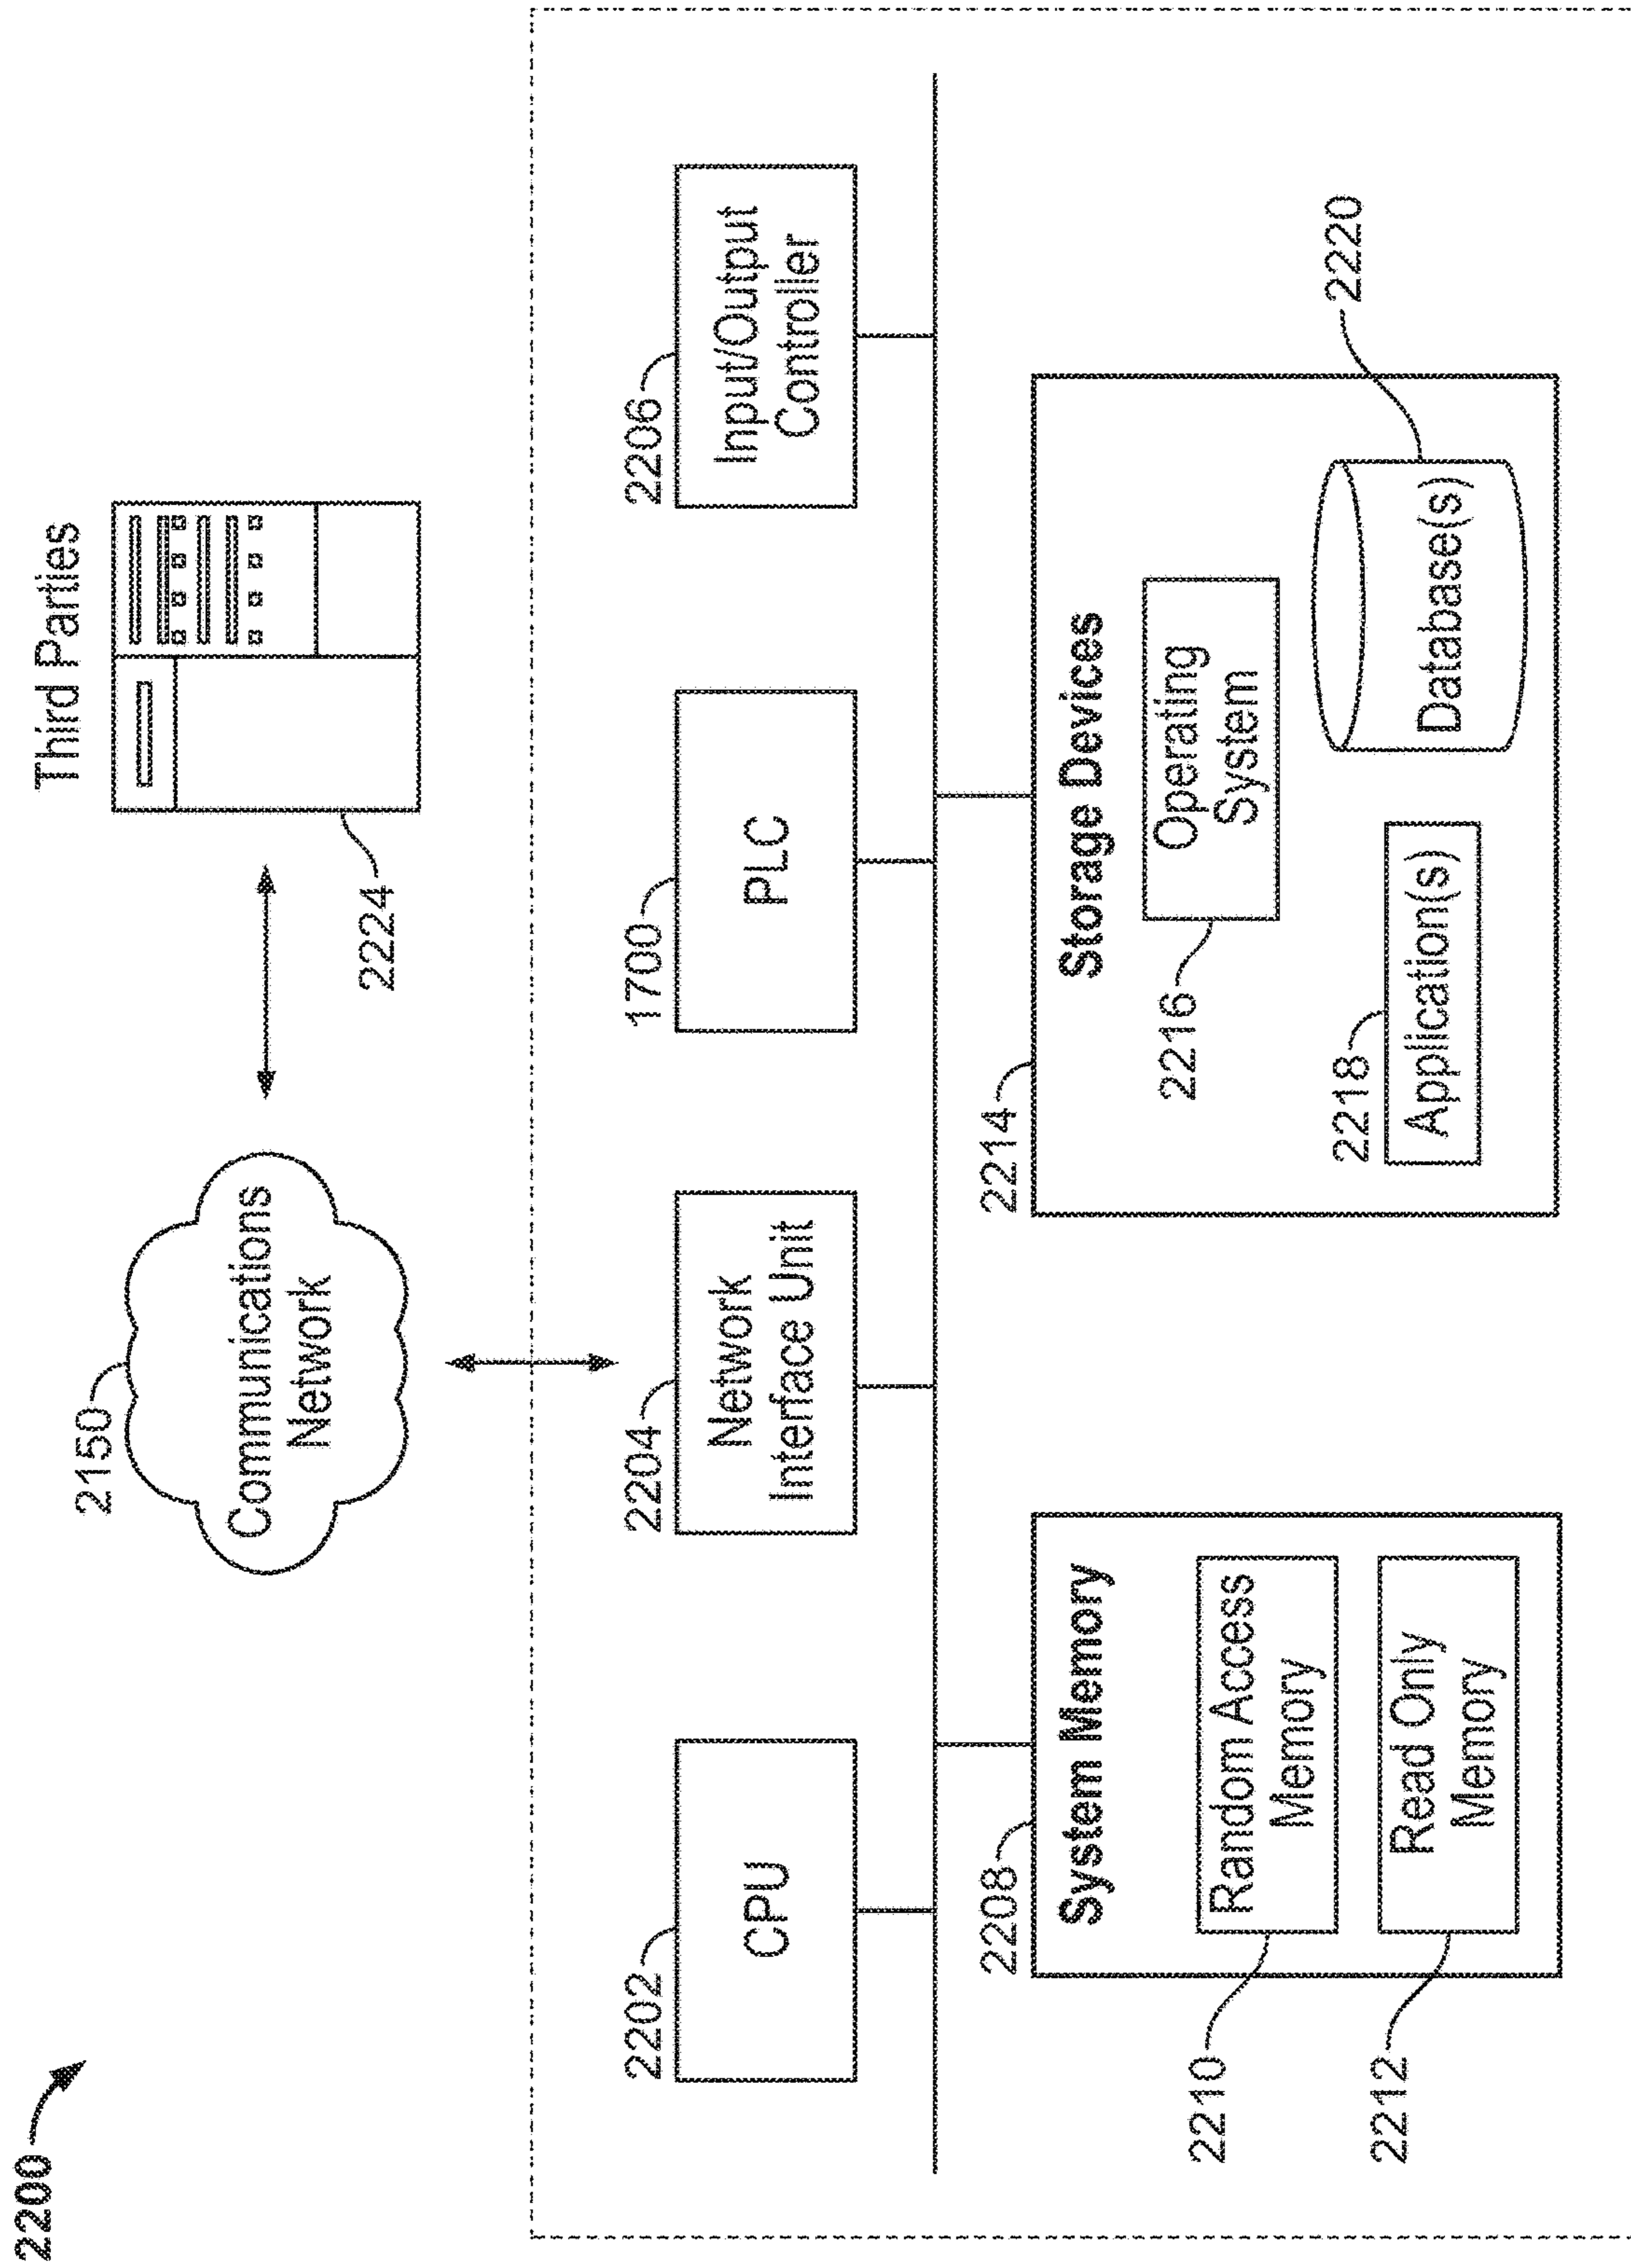 2200
Third Parties
2150
Communications
Network
2224
2202
CPU
2204
Network
Interface Unit
1700
PLC
2206
Input/Output
Controller
2208
System Memory
2210
Random Access
Memory
2212
Read Only
Memory
2214
Storage Devices
2216
Operating
System
2218
Application(s)
2220
Database(s)